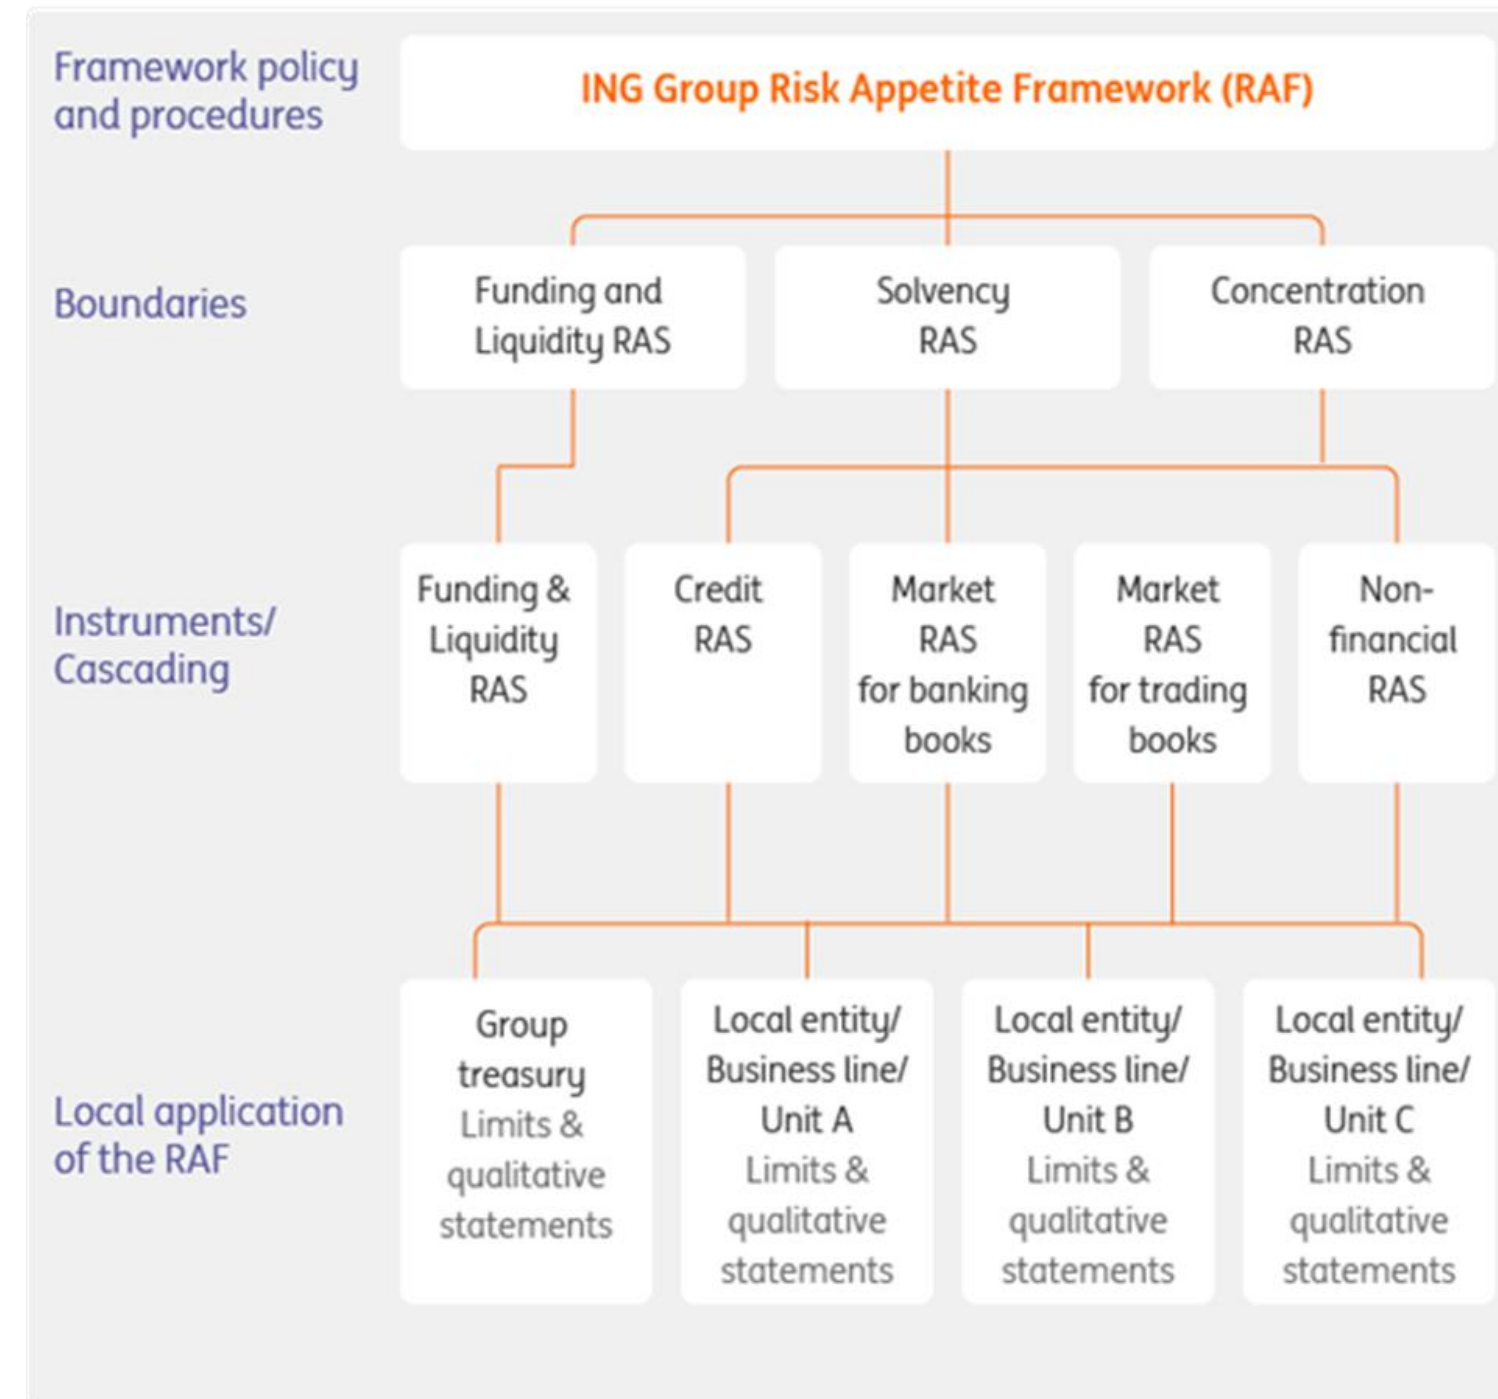 Framework policy
and procedures
ING Group Risk Appetite Framework (RAF)
Boundaries
Funding and
Liquidity RAS
Solvency
RAS
Concentration
RAS
Instruments/
Cascading
Funding &
Liquidity
RAS
Credit
RAS
Market
RAS
for banking
books
Market
RAS
for trading
books
Non-
financial
RAS
Local application
of the RAF
Group
treasury
Limits &
qualitative
statements
Local entity/
Business line/
Unit A
Limits &
qualitative
statements
Local entity/
Business line/
Unit B
Limits &
qualitative
statements
Local entity/
Business line/
Unit C
Limits &
qualitative
statements